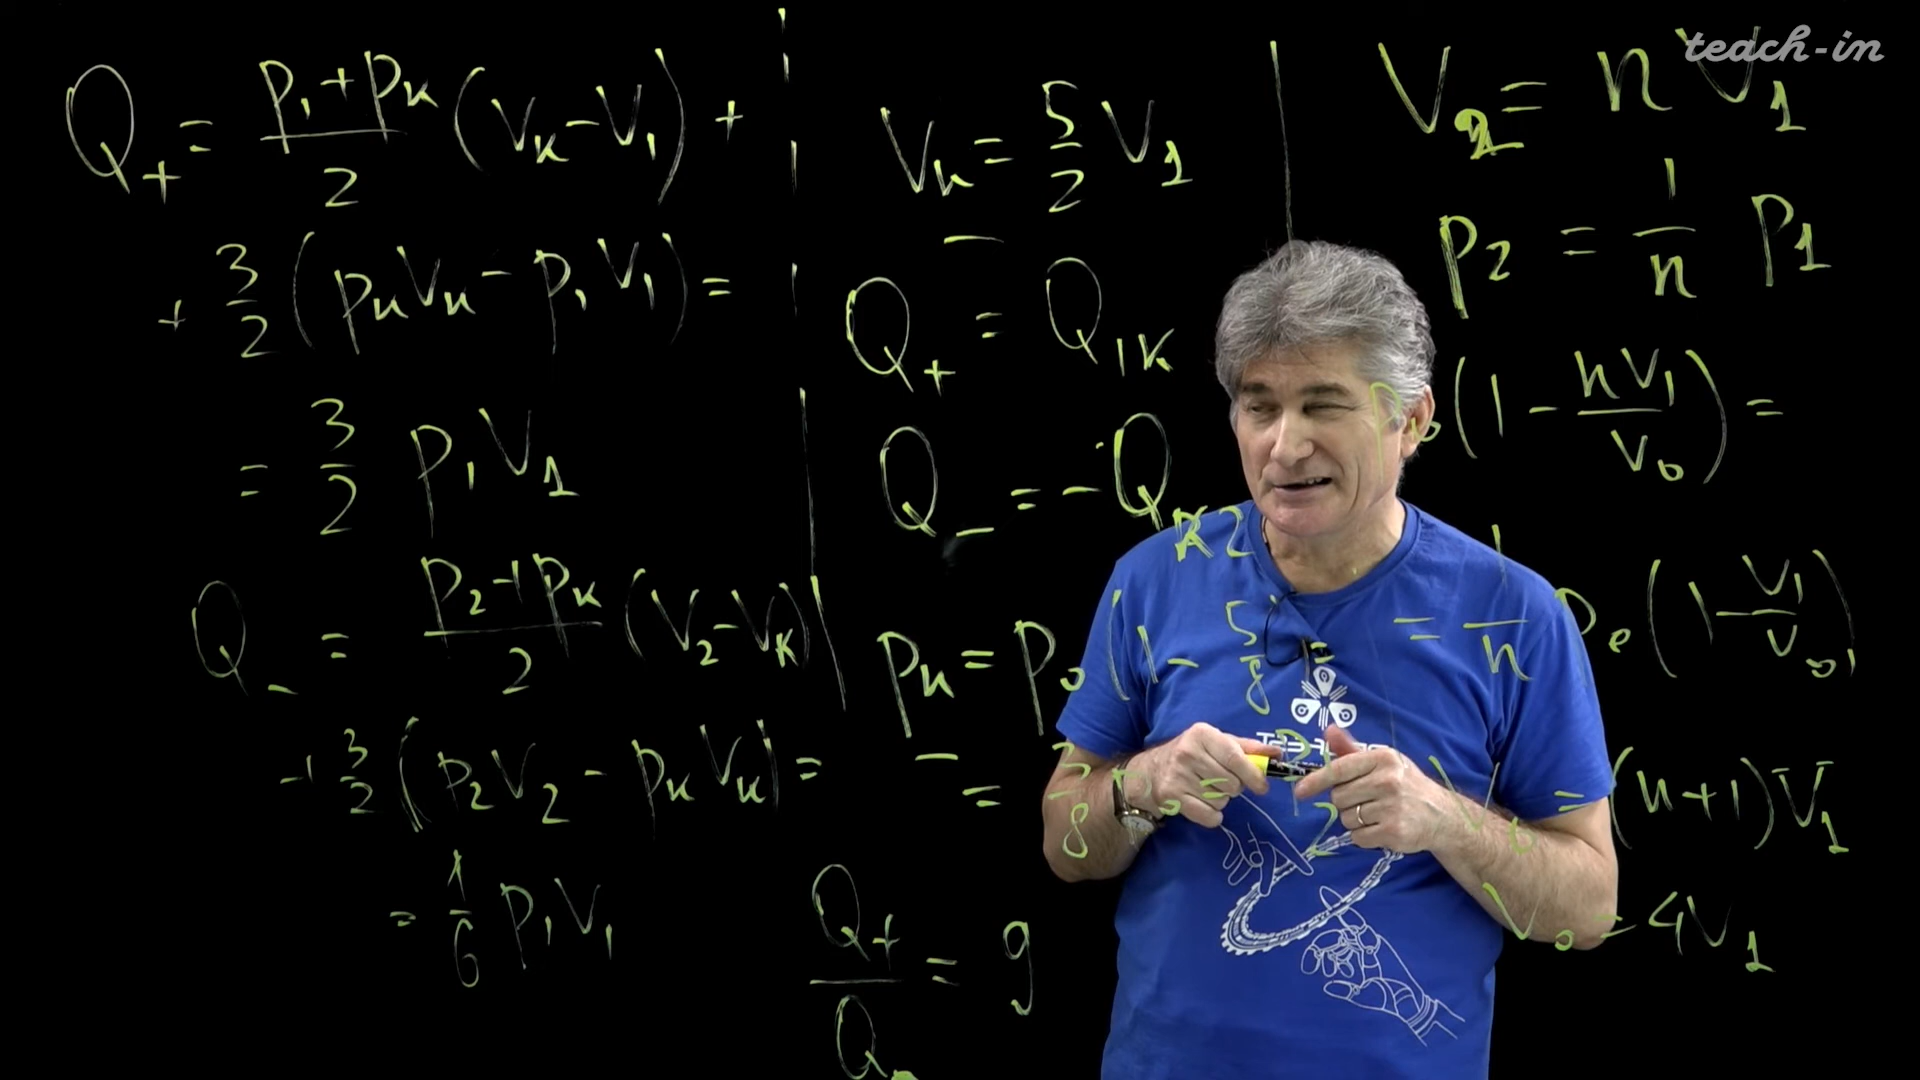 teach-in
Q₊ = (p₁ + pₖ)/2 (Vₖ − V₁) +
+ 3/2 (pₖVₖ − p₁V₁) =
= 3/2 p₁V₁
Q₋ = (p₂ + pₖ)/2 (V₂ − Vₖ)
+ 3/2 (p₂V₂ − pₖVₖ) =
= 1/6 p₁V₁
Vₖ = 5/2 V₁
Q₊ = Q₁ₖ
Q₋ = −Qₖ₂
pₖ = p₀(1 − 5/8) =
= 3/8 p₀ =
Q₊/Q₋ = 9
V₂ = nV₁
p₂ = 1/n p₁
p₀(1 − nV₁/V₀) =
= 1/n p₀(1 − V₁/V₀)
V₀ = (n+1)V₁
V₀ = 4V₁